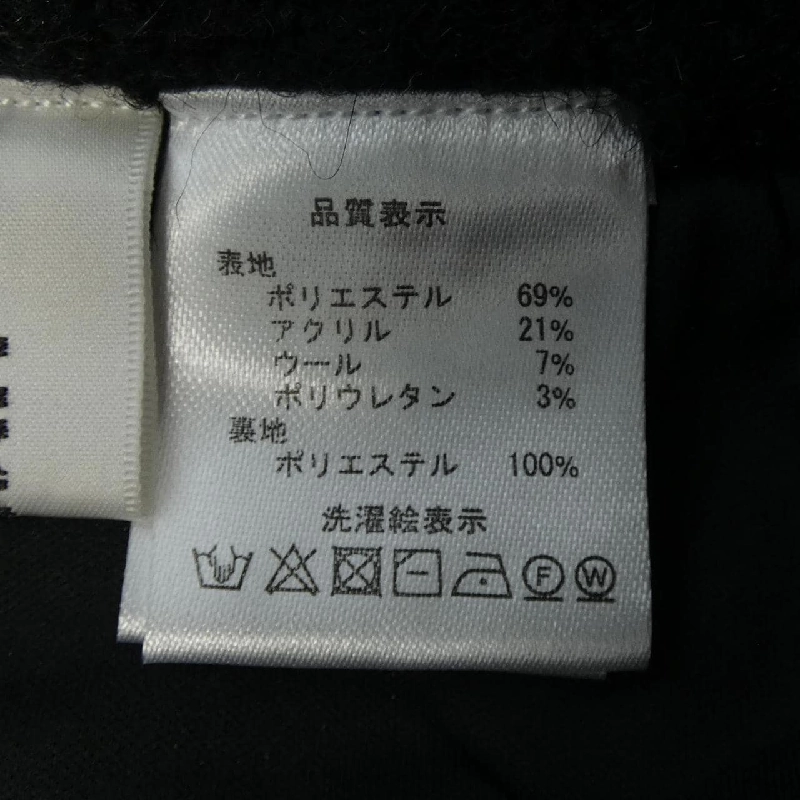 品質表示
表地
ポリエステル 69%
アクリル 21%
ウール 7%
ポリウレタン 3%
裏地
ポリエステル 100%
洗濯絵表示
F W